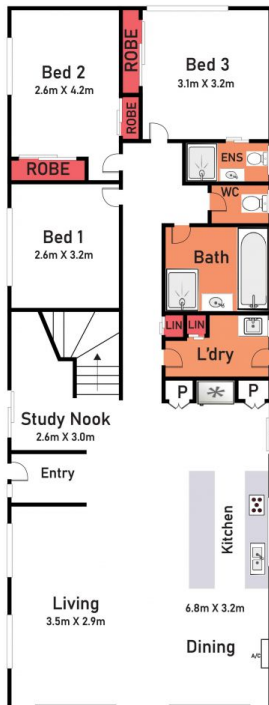 Bed 2
2.6m X 4.2m
ROBE
Bed 3
3.1m X 3.2m
ROBE
ROBE
ENS
WC
Bed 1
2.6m X 3.2m
Bath
LIN
LIN
L'dry
P
P
Study Nook
2.6m X 3.0m
Entry
Kitchen
Living
3.5m X 2.9m
6.8m X 3.2m
Dining
A/C